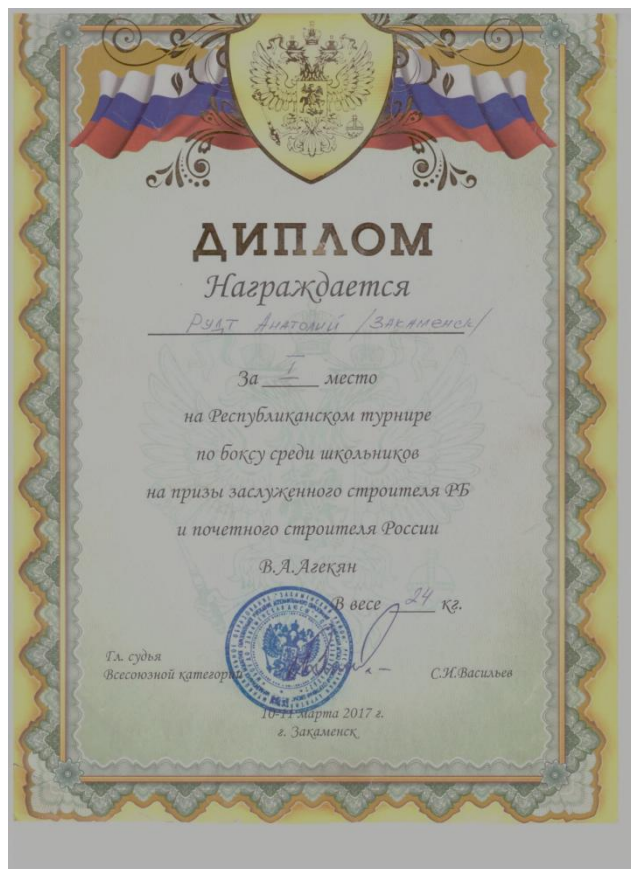 ДИПЛОМ
Награждается
Рудт Анатолий /Закаменск/
За I место
на Республиканском турнире
по боксу среди школьников
на призы заслуженного строителя РБ
и почетного строителя России
В.А.Агекян
В весе 24 кг.
Гл. судья
Всесоюзной категории С.И.Васильев
10-11 марта 2017 г.
г. Закаменск